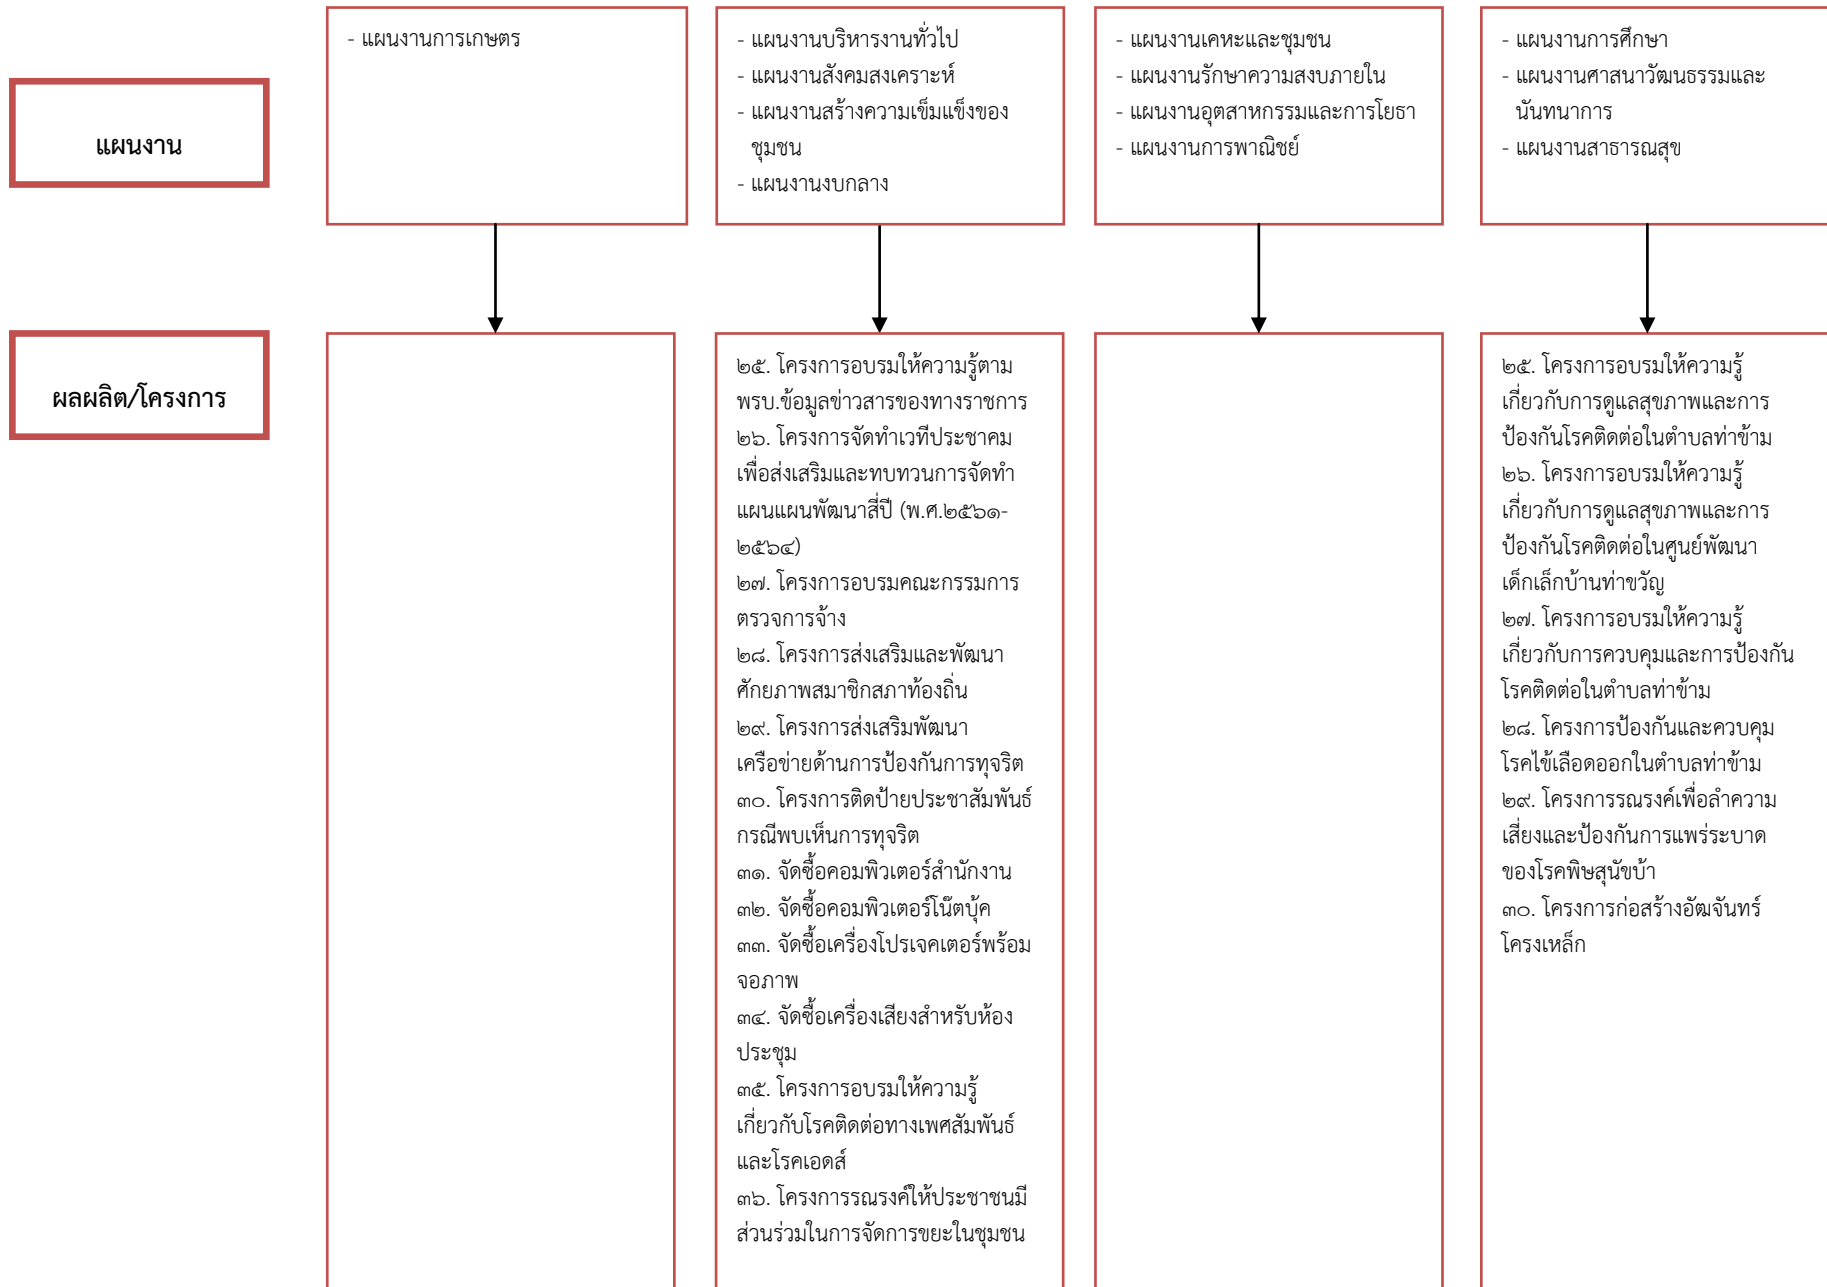 แผนงาน
- แผนงานการเกษตร
- แผนงานบริหารงานทั่วไป
- แผนงานสังคมสงเคราะห์
- แผนงานสร้างความเข็มแข็งของ
ชุมชน
- แผนงานงบกลาง
- แผนงานเคหะและชุมชน
- แผนงานรักษาความสงบภายใน
- แผนงานอุตสาหกรรมและการโยธา
- แผนงานการพาณิชย์
- แผนงานการศึกษา
- แผนงานศาสนาวัฒนธรรมและ
นันทนาการ
- แผนงานสาธารณสุข
ผลผลิต/โครงการ
๒๕. โครงการอบรมให้ความรู้ตาม
พรบ.ข้อมูลข่าวสารของทางราชการ
๒๖. โครงการจัดทำเวทีประชาคม
เพื่อส่งเสริมและทบทวนการจัดทำ
แผนแผนพัฒนาสี่ปี (พ.ศ.๒๕๖๑-
๒๕๖๔)
๒๗. โครงการอบรมคณะกรรมการ
ตรวจการจ้าง
๒๘. โครงการส่งเสริมและพัฒนา
ศักยภาพสมาชิกสภาท้องถิ่น
๒๙. โครงการส่งเสริมพัฒนา
เครือข่ายด้านการป้องกันการทุจริต
๓๐. โครงการติดป้ายประชาสัมพันธ์
กรณีพบเห็นการทุจริต
๓๑. จัดซื้อคอมพิวเตอร์สำนักงาน
๓๒. จัดซื้อคอมพิวเตอร์โน๊ตบุ้ค
๓๓. จัดซื้อเครื่องโปรเจคเตอร์พร้อม
จอภาพ
๓๔. จัดซื้อเครื่องเสียงสำหรับห้อง
ประชุม
๓๕. โครงการอบรมให้ความรู้
เกี่ยวกับโรคติดต่อทางเพศสัมพันธ์
และโรคเอดส์
๓๖. โครงการรณรงค์ให้ประชาชนมี
ส่วนร่วมในการจัดการขยะในชุมชน
๒๕. โครงการอบรมให้ความรู้
เกี่ยวกับการดูแลสุขภาพและการ
ป้องกันโรคติดต่อในตำบลท่าข้าม
๒๖. โครงการอบรมให้ความรู้
เกี่ยวกับการดูแลสุขภาพและการ
ป้องกันโรคติดต่อในศูนย์พัฒนา
เด็กเล็กบ้านท่าขวัญ
๒๗. โครงการอบรมให้ความรู้
เกี่ยวกับการควบคุมและการป้องกัน
โรคติดต่อในตำบลท่าข้าม
๒๘. โครงการป้องกันและควบคุม
โรคไข้เลือดออกในตำบลท่าข้าม
๒๙. โครงการรณรงค์เพื่อลำความ
เสี่ยงและป้องกันการแพร่ระบาด
ของโรคพิษสุนัขบ้า
๓๐. โครงการก่อสร้างอัฒจันทร์
โครงเหล็ก